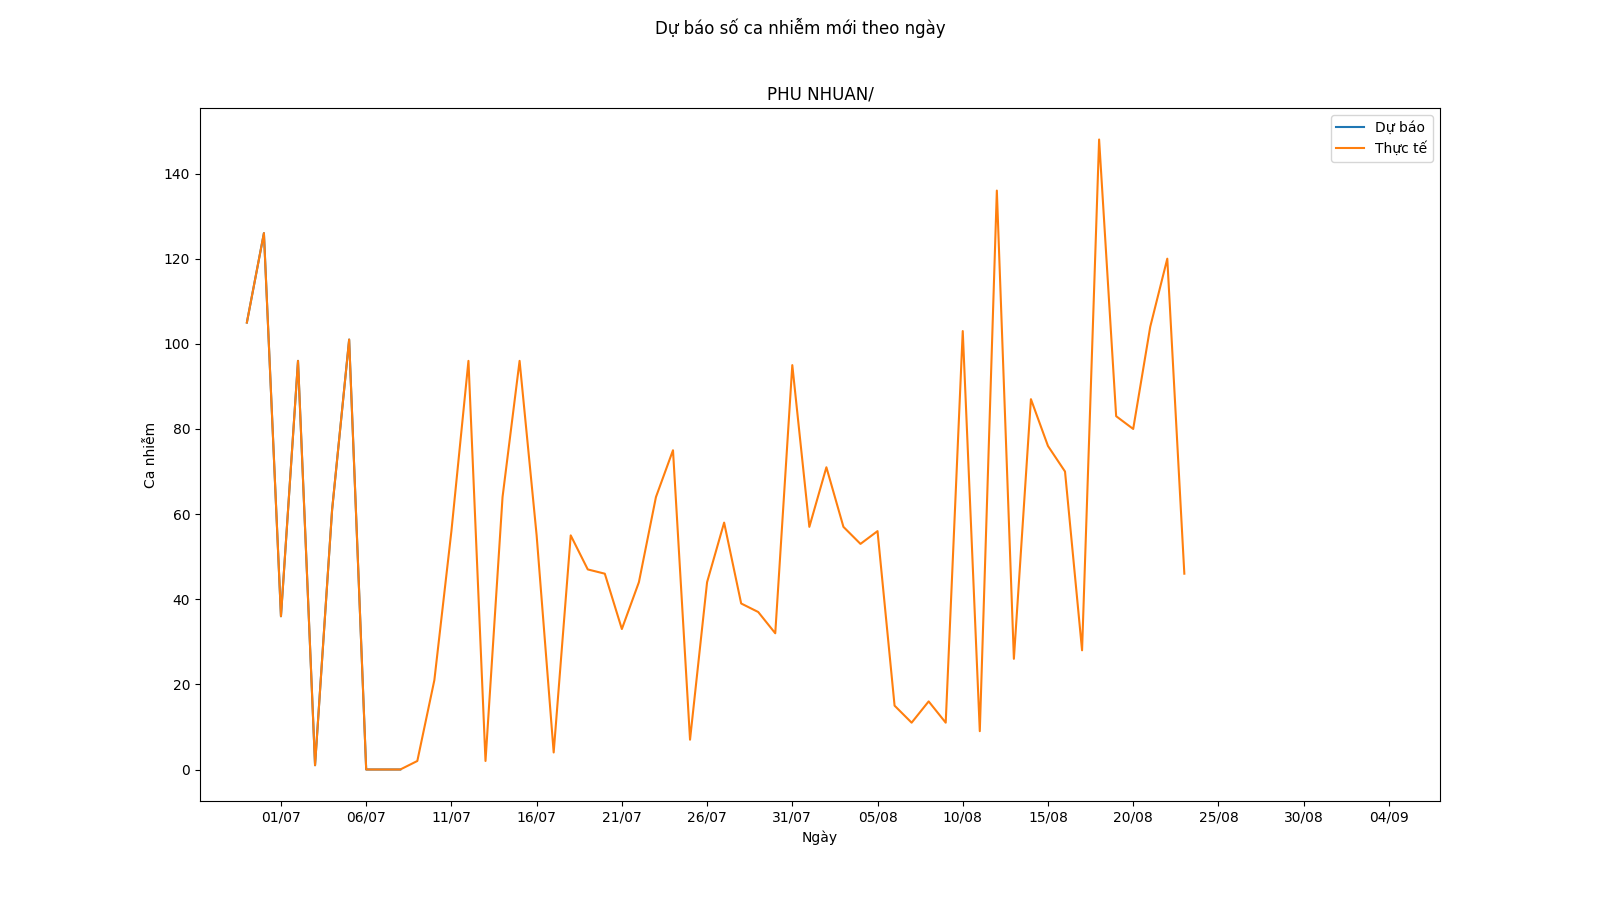 Dự báo số ca nhiễm mới theo ngày
PHU NHUAN/
Dự báo
Thực tế
140
120
100
80
60
40
20
0
Ca nhiễm
01/07 06/07 11/07 16/07 21/07 26/07 31/07 05/08 10/08 15/08 20/08 25/08 30/08 04/09
Ngày